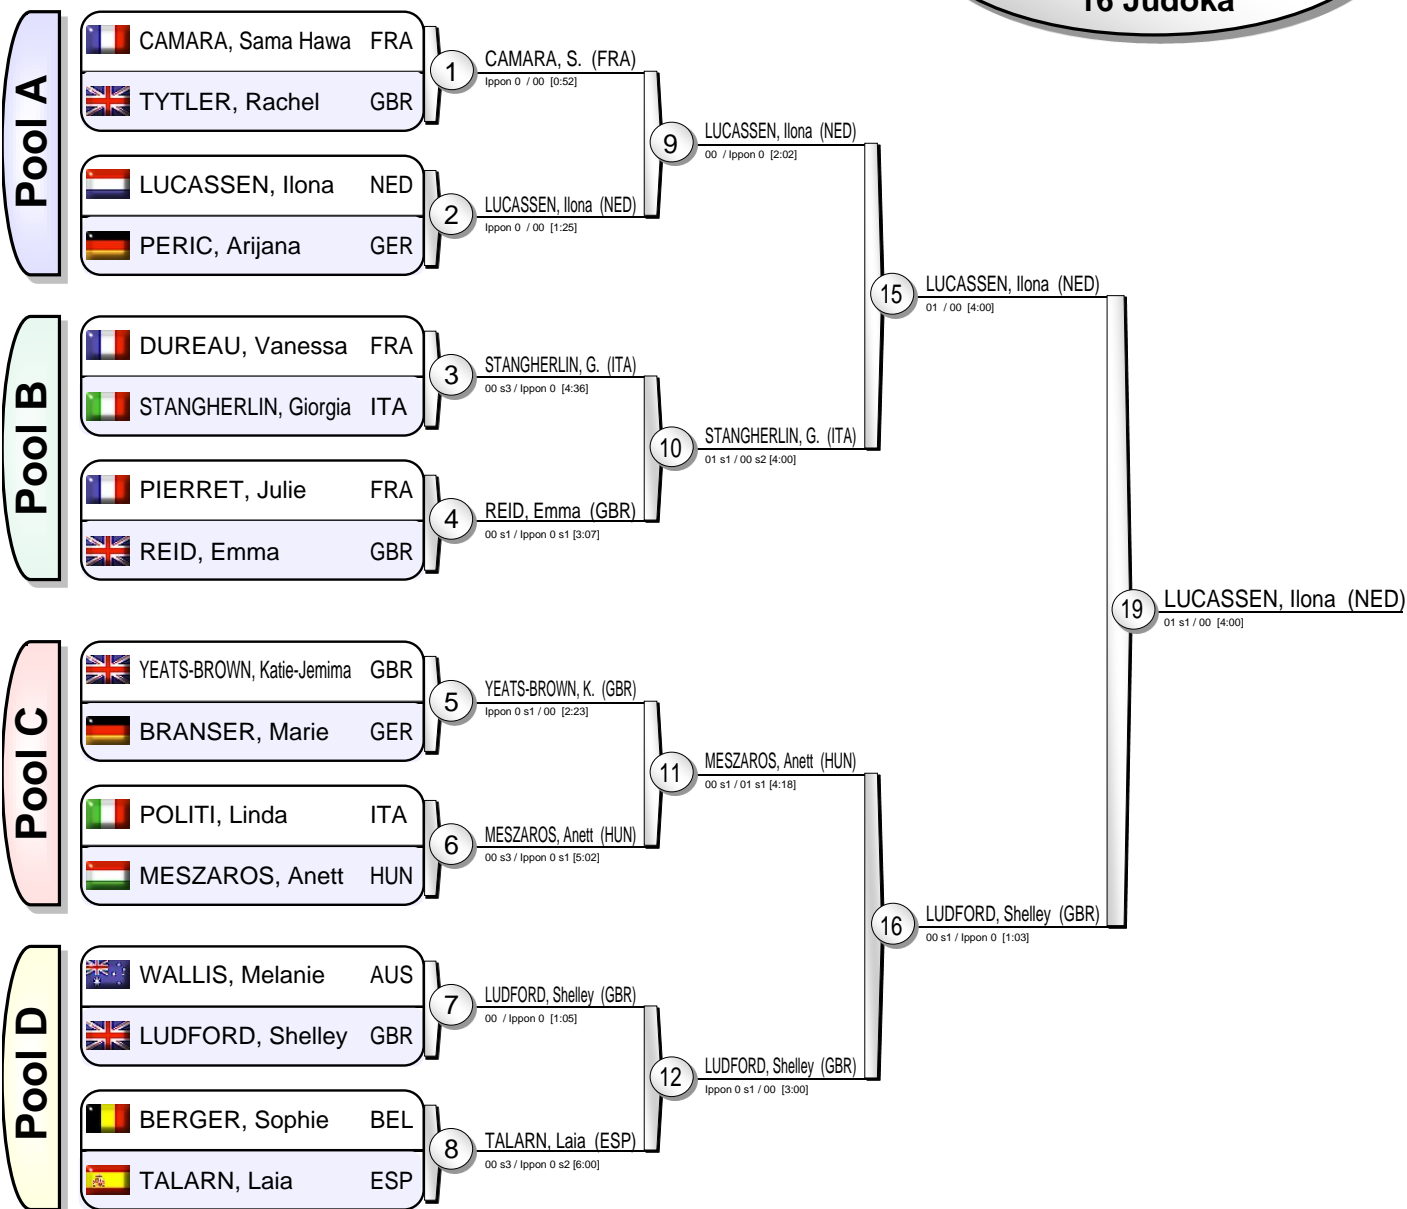 16 Judoka
Pool A
CAMARA, Sama Hawa FRA
TYTLER, Rachel GBR
1
CAMARA, S. (FRA)
Ippon 0 / 00 [0:52]
LUCASSEN, Ilona NED
PERIC, Arijana GER
2
LUCASSEN, Ilona (NED)
Ippon 0 / 00 [1:25]
9
LUCASSEN, Ilona (NED)
00 / Ippon 0 [2:02]
Pool B
DUREAU, Vanessa FRA
STANGHERLIN, Giorgia ITA
3
STANGHERLIN, G. (ITA)
00 s3 / Ippon 0 [4:36]
PIERRET, Julie FRA
REID, Emma GBR
4
REID, Emma (GBR)
00 s1 / Ippon 0 s1 [3:07]
10
STANGHERLIN, G. (ITA)
01 s1 / 00 s2 [4:00]
15
LUCASSEN, Ilona (NED)
01 / 00 [4:00]
Pool C
YEATS-BROWN, Katie-Jemima GBR
BRANSER, Marie GER
5
YEATS-BROWN, K. (GBR)
Ippon 0 s1 / 00 [2:23]
POLITI, Linda ITA
MESZAROS, Anett HUN
6
MESZAROS, Anett (HUN)
00 s3 / Ippon 0 s1 [5:02]
11
MESZAROS, Anett (HUN)
00 s1 / 01 s1 [4:18]
Pool D
WALLIS, Melanie AUS
LUDFORD, Shelley GBR
7
LUDFORD, Shelley (GBR)
00 / Ippon 0 [1:05]
BERGER, Sophie BEL
TALARN, Laia ESP
8
TALARN, Laia (ESP)
00 s3 / Ippon 0 s2 [6:00]
12
LUDFORD, Shelley (GBR)
Ippon 0 s1 / 00 [3:00]
16
LUDFORD, Shelley (GBR)
00 s1 / Ippon 0 [1:03]
19
LUCASSEN, Ilona (NED)
01 s1 / 00 [4:00]